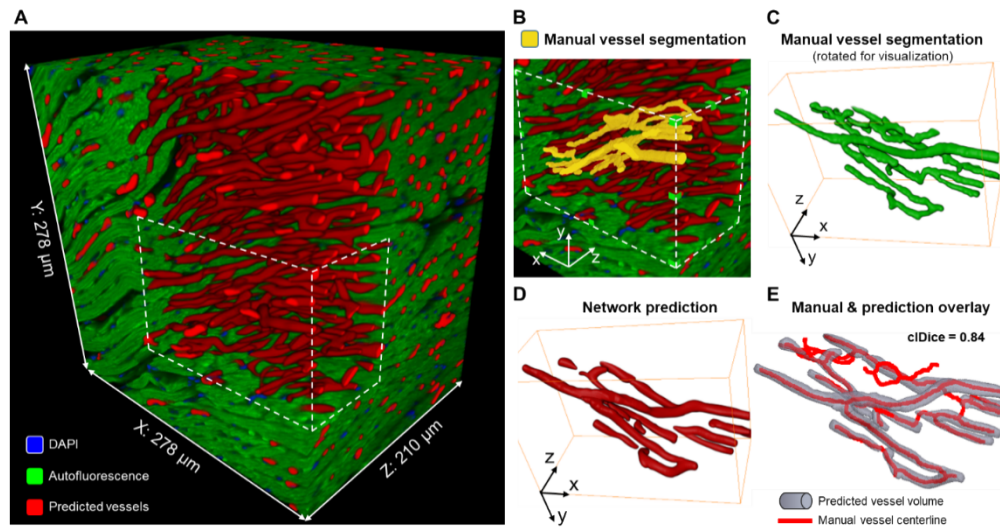 A
Y: 278 µm
X: 278 µm
Z: 210 µm
DAPI
Autofluorescence
Predicted vessels
B
Manual vessel segmentation
y
x
z
C
Manual vessel segmentation
(rotated for visualization)
z
x
y
D
Network prediction
z
x
y
E
Manual & prediction overlay
clDice = 0.84
Predicted vessel volume
Manual vessel centerline